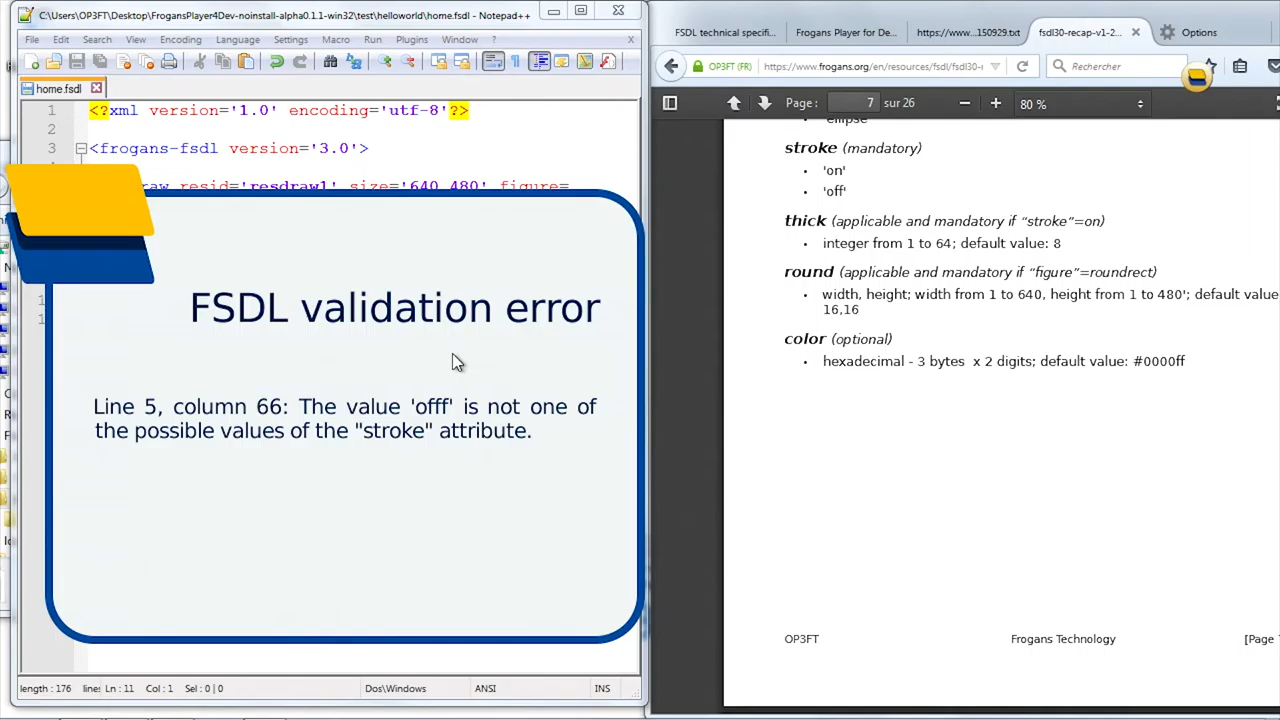 C:\Users\OP3FT\Desktop\FrogansPlayer4Dev-noinstall-alpha0.1.1-win32\test\helloworld\home.fsdl - Notepad++
File Edit Search View Encoding Language Settings Macro Run Plugins Window ?
home.fsdl
1 <?xml version='1.0' encoding='utf-8'?>
2
3 <frogans-fsdl version='3.0'>
resid='resdraw1' size='640,480' figure=
FSDL validation error
Line 5, column 66: The value 'offf' is not one of
the possible values of the "stroke" attribute.
length : 176 lines Ln : 11 Col : 1 Sel : 0 | 0 Dos\Windows ANSI INS
FSDL technical specifi... Frogans Player for De... https://www...150929.txt fsdl30-recap-v1-2... Options
OP3FT (FR) https://www.frogans.org/en/resources/fsdl/fsdl30-r Rechercher
Page : 7 sur 26 80 %
ellipse
stroke (mandatory)
• 'on'
• 'off'
thick (applicable and mandatory if “stroke”=on)
• integer from 1 to 64; default value: 8
round (applicable and mandatory if “figure”=roundrect)
• width, height; width from 1 to 640, height from 1 to 480'; default value
16,16
color (optional)
• hexadecimal - 3 bytes x 2 digits; default value: #0000ff
OP3FT Frogans Technology [Page